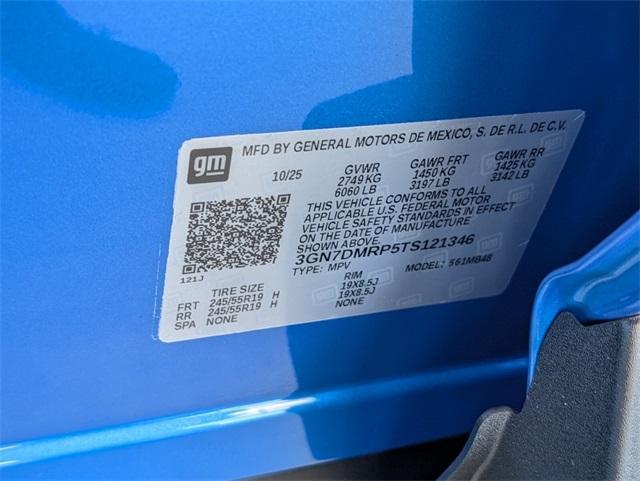 gm
MFD BY GENERAL MOTORS DE MEXICO, S. DE R.L. DE C.V.
10/25 GVWR GAWR FRT GAWR RR
2749 KG 1450 KG 1425 KG
6060 LB 3197 LB 3142 LB
THIS VEHICLE CONFORMS TO ALL
APPLICABLE U.S. FEDERAL MOTOR
VEHICLE SAFETY STANDARDS IN EFFECT
ON THE DATE OF MANUFACTURE
SHOWN ABOVE.
3GN7DMRP5TS121346
TYPE: MPV MODEL: 561MB48
121J
TIRE SIZE RIM
FRT 245/55R19 H 19X8.5J
RR 245/55R19 H 19X8.5J
SPA NONE NONE